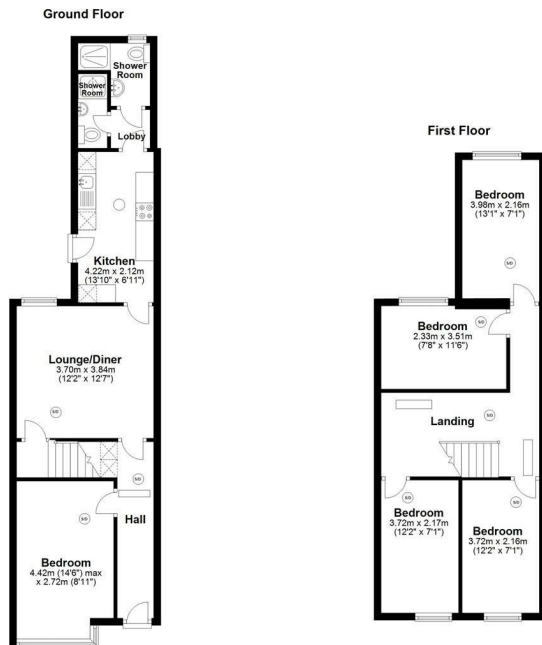 Ground Floor
Shower
Room
Shower
Room
Lobby
Kitchen
4.22m x 2.12m
(13'10" x 6'11")
Lounge/Diner
3.70m x 3.84m
(12'2" x 12'7")
S/D
S/D
S/D
Hall
Bedroom
4.42m (14'6") max
x 2.72m (8'11")
First Floor
Bedroom
3.98m x 2.16m
(13'1" x 7'1")
S/D
Bedroom
2.33m x 3.51m
(7'8" x 11'6")
S/D
Landing
S/D
S/D
S/D
Bedroom
3.72m x 2.17m
(12'2" x 7'1")
Bedroom
3.72m x 2.16m
(12'2" x 7'1")